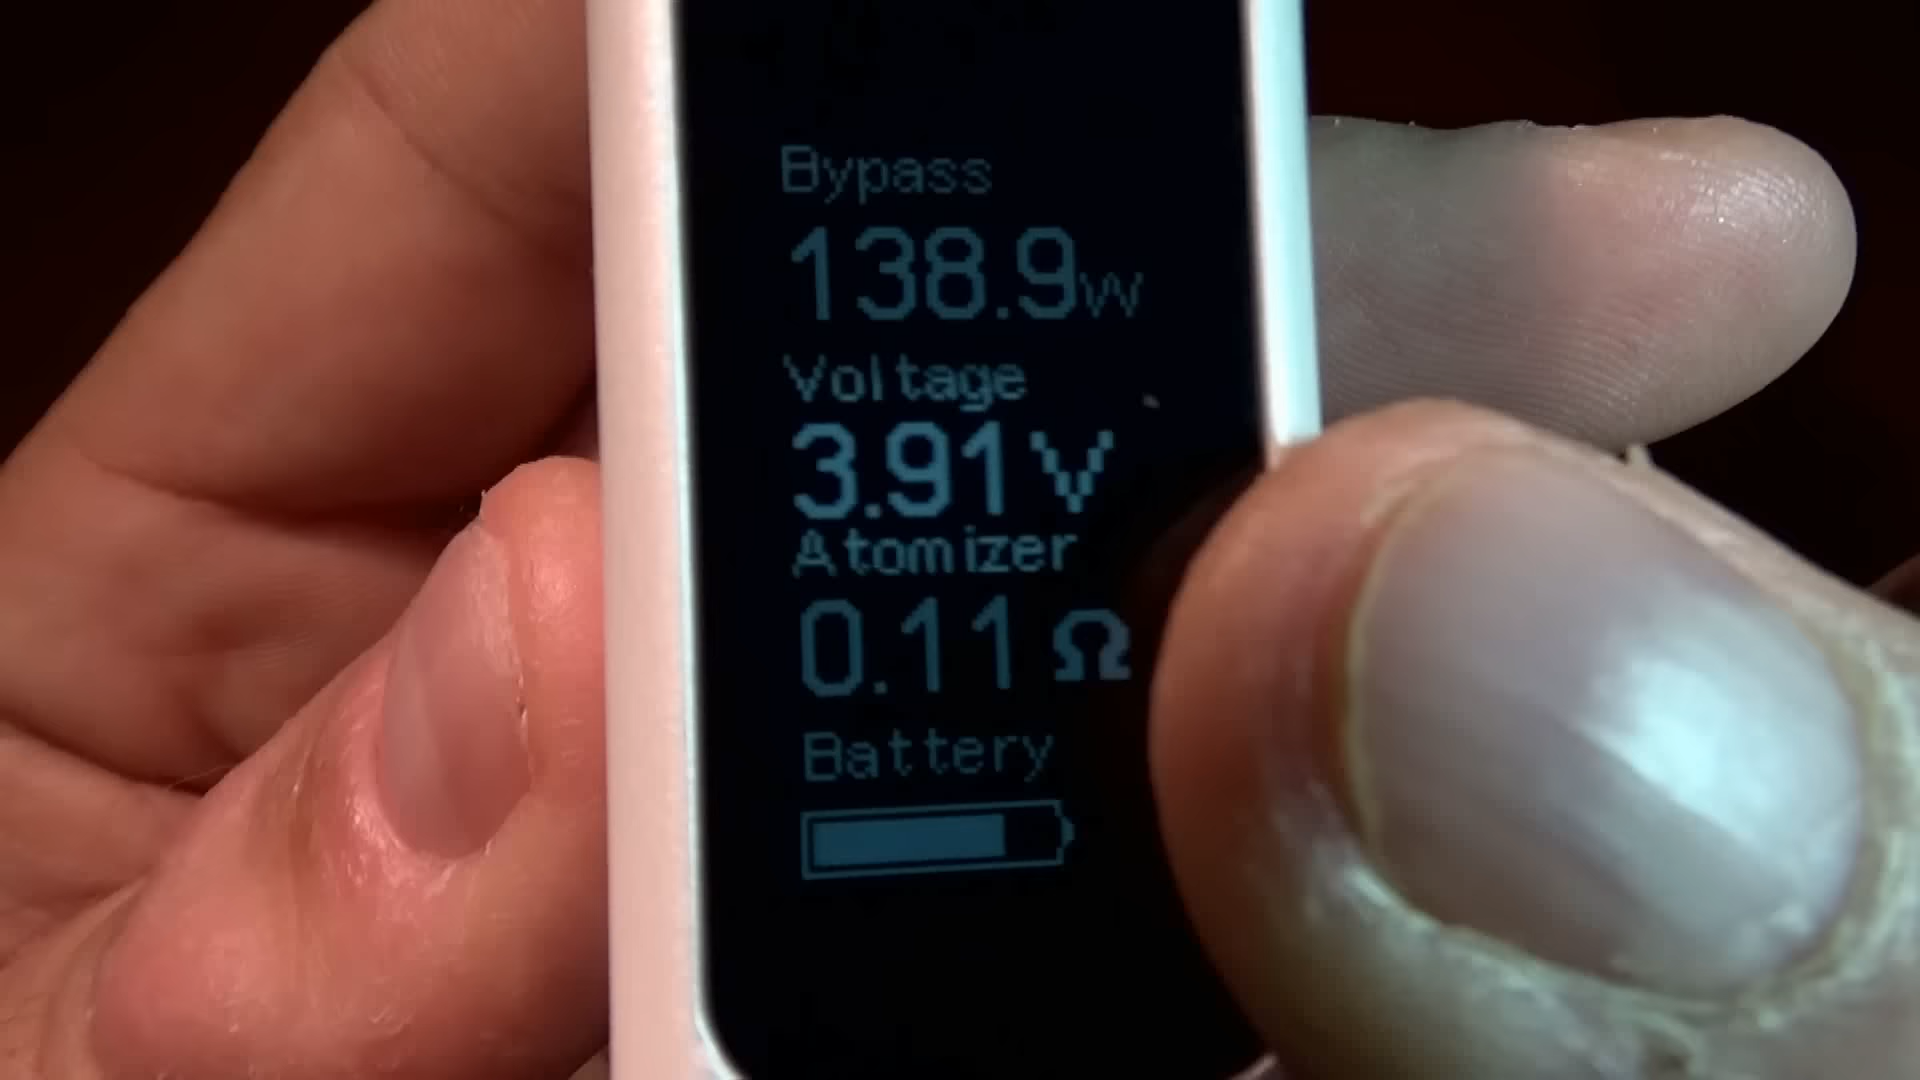 Bypass
138.9W
Voltage
3.91V
Atomizer
0.11Ω
Battery